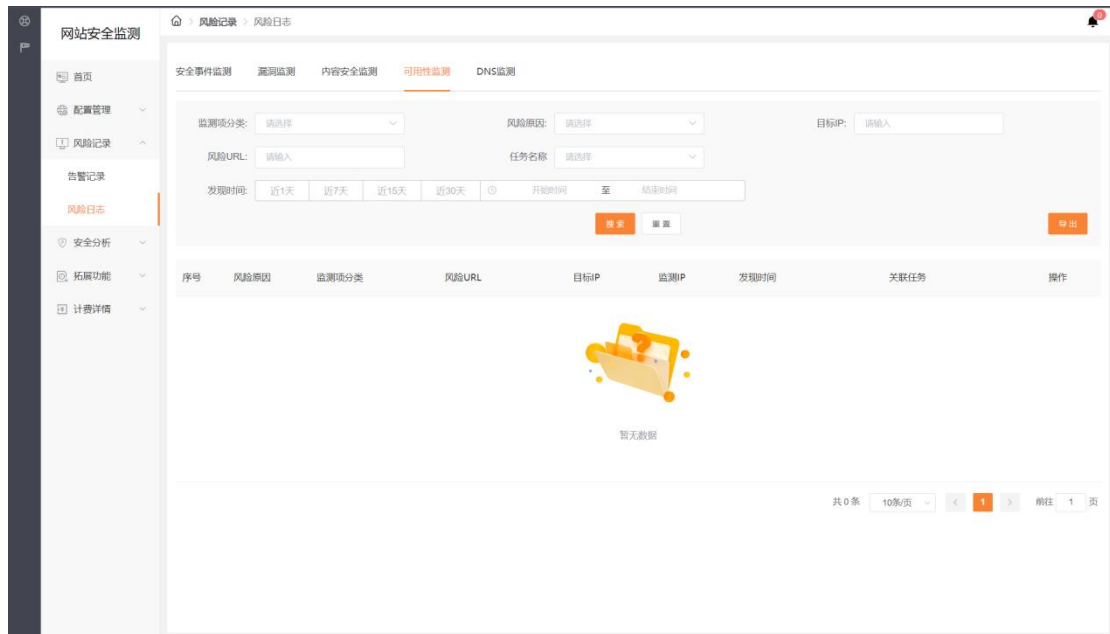 网站安全监测
首页
配置管理
风险记录
告警记录
风险日志
安全分析
拓展功能
计费详情
风险记录 > 风险日志
0
安全事件监测 漏洞监测 内容安全监测 可用性监测 DNS监测
监测项分类: 请选择 风险原因: 请选择 目标IP: 请输入
风险URL: 请输入 任务名称 请选择
发现时间: 近1天 近7天 近15天 近30天 开始时间 至 结束时间
搜索 重置 导出
序号 风险原因 监测项分类 风险URL 目标IP 监测IP 发现时间 关联任务 操作
暂无数据
共 0 条 10条/页 < 1 > 前往 1 页